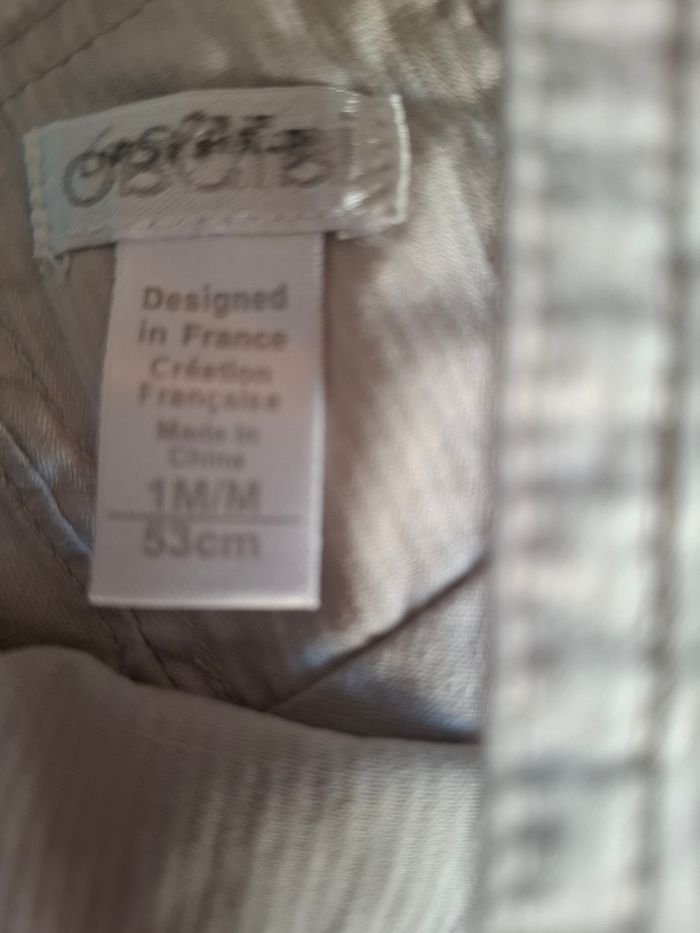 Designed
in France
Création
Française
Made in
China
1M/M
53cm